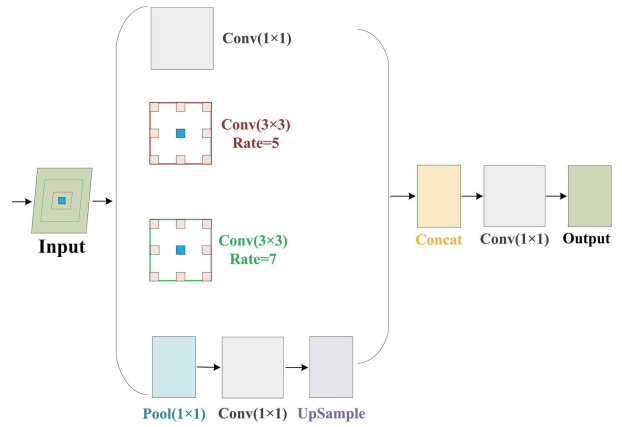 Conv(1×1)
Conv(3×3)
Rate=5
Input
Conv(3×3)
Rate=7
Pool(1×1)
Conv(1×1)
UpSample
Concat
Conv(1×1)
Output